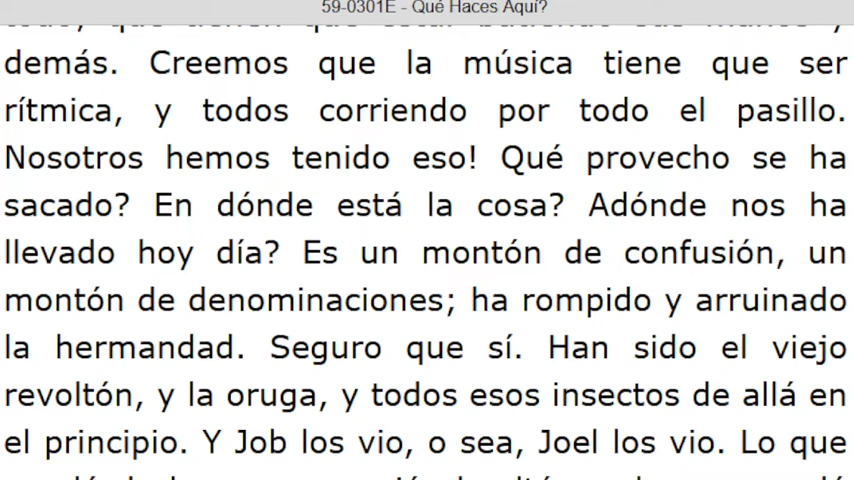 59-0301E - Qué Haces Aquí?
demás. Creemos que la música tiene que ser
rítmica, y todos corriendo por todo el pasillo.
Nosotros hemos tenido eso! Qué provecho se ha
sacado? En dónde está la cosa? Adónde nos ha
llevado hoy día? Es un montón de confusión, un
montón de denominaciones; ha rompido y arruinado
la hermandad. Seguro que sí. Han sido el viejo
revoltón, y la oruga, y todos esos insectos de allá en
el principio. Y Job los vio, o sea, Joel los vio. Lo que